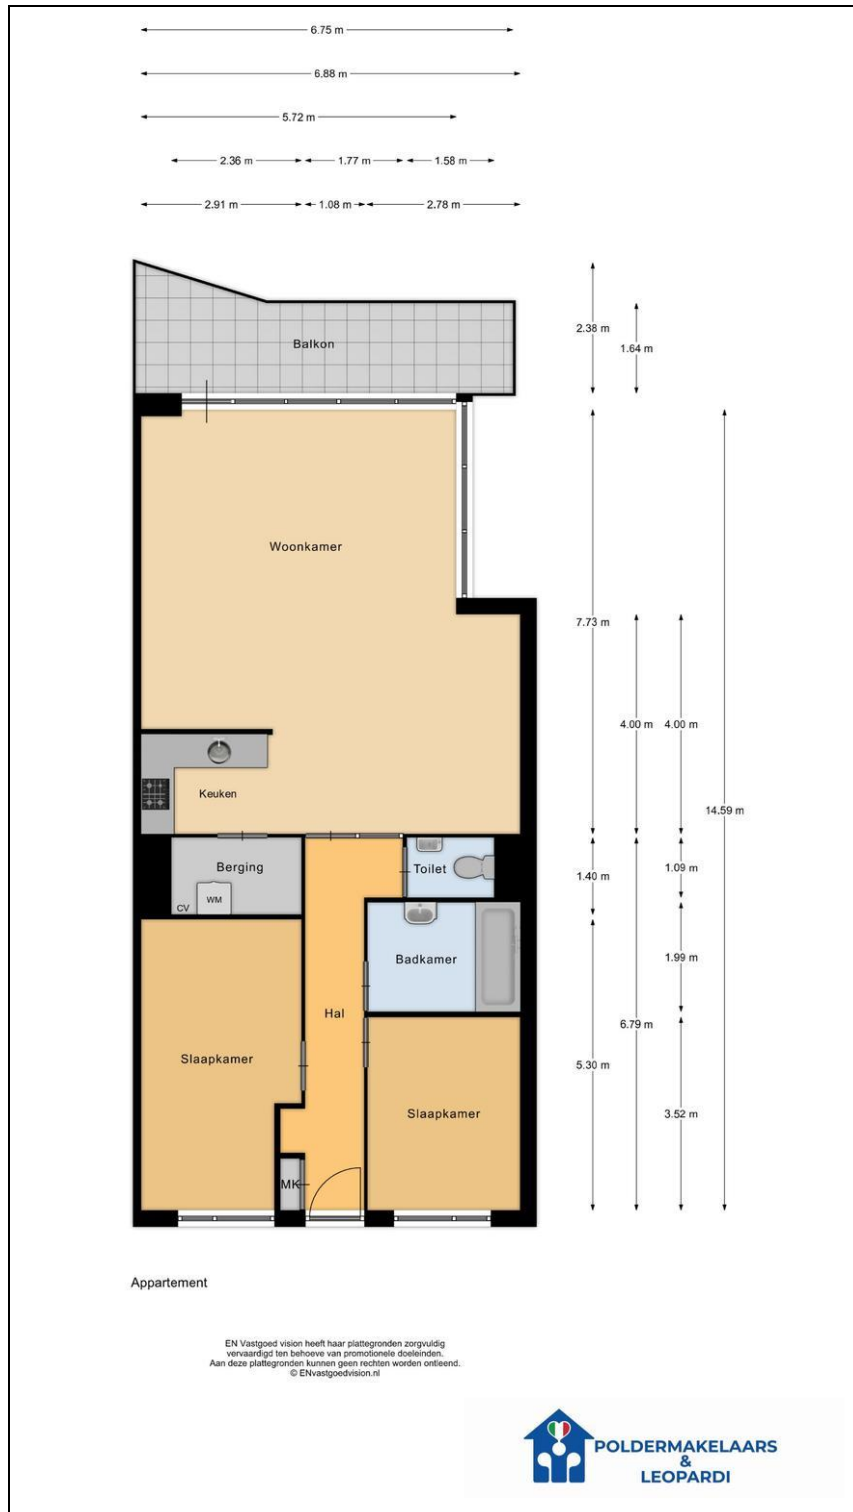 6.75 m
6.88 m
5.72 m
2.36 m 1.77 m 1.58 m
2.91 m 1.08 m 2.78 m
2.38 m
1.64 m
Balkon
Woonkamer
7.73 m
4.00 m 4.00 m
14.59 m
Keuken
Berging
Toilet
1.40 m
1.09 m
CV
WM
Badkamer
1.99 m
Hal
6.79 m
Slaapkamer
5.30 m
Slaapkamer
3.52 m
MK
Appartement
EN Vastgoed vision heeft haar plattegronden zorgvuldig
vervaardigd ten behoeve van promotionele doeleinden.
Aan deze plattegronden kunnen geen rechten worden ontleend.
© ENvastgoedvision.nl
POLDERMAKELAARS
&
LEOPARDI